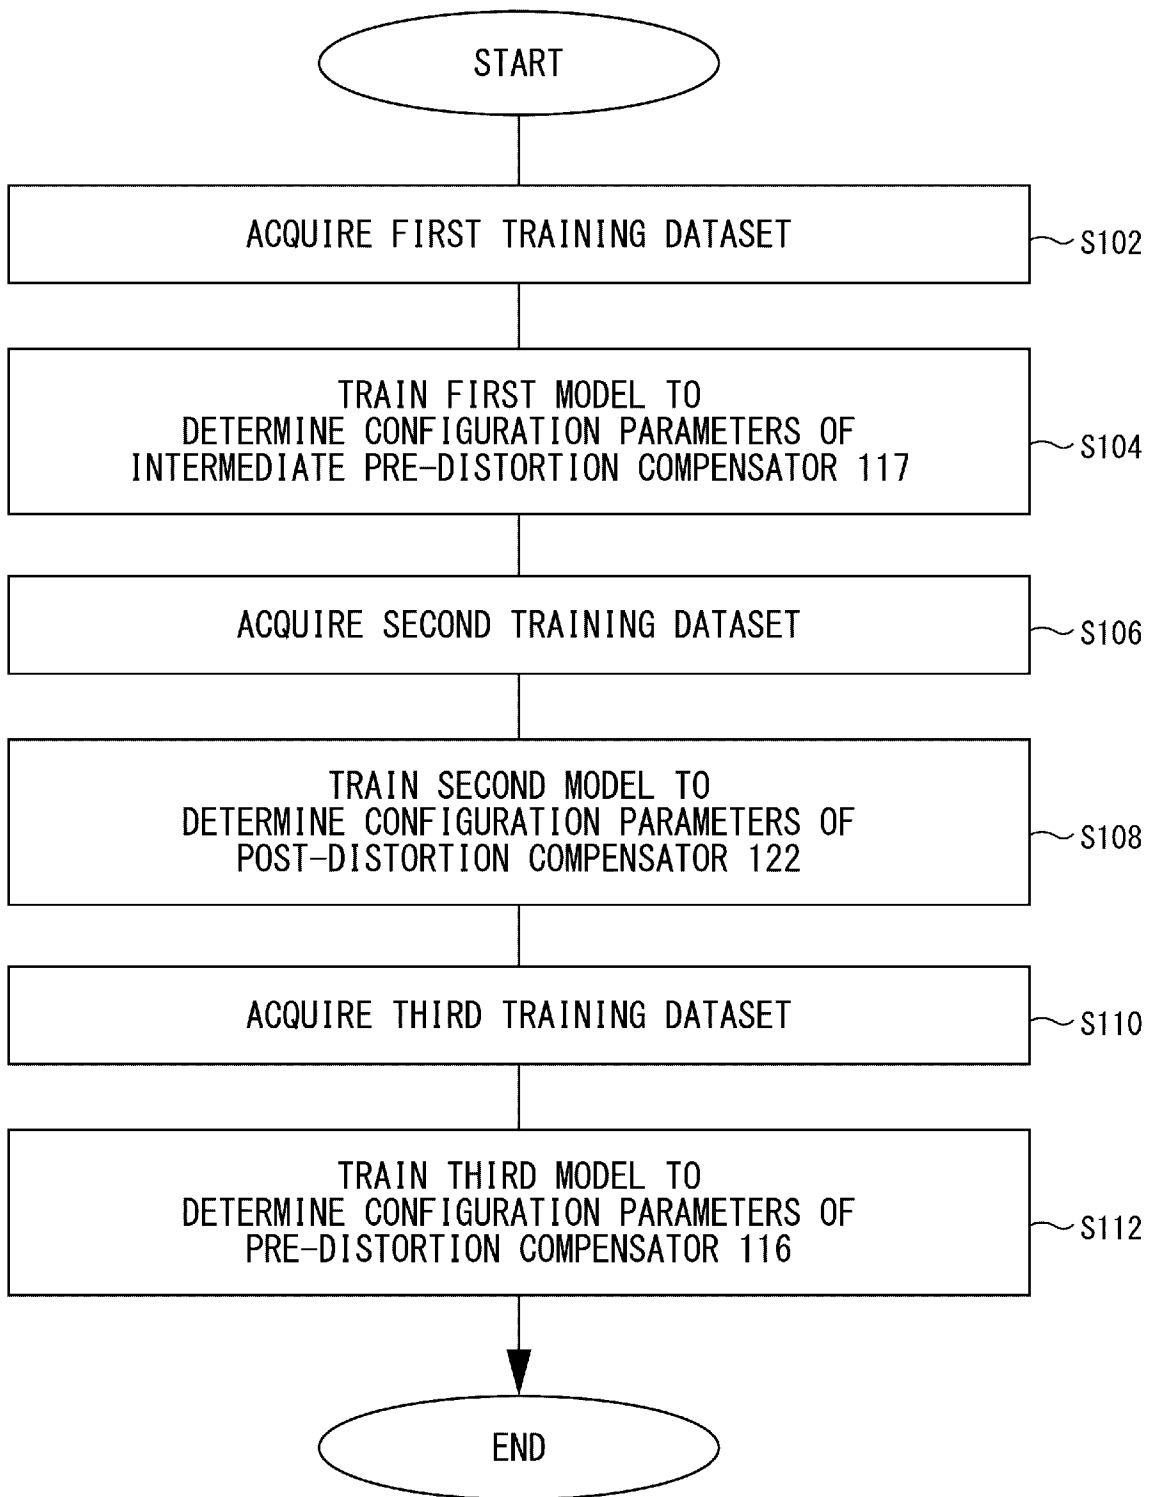 START
ACQUIRE FIRST TRAINING DATASET
S102
TRAIN FIRST MODEL TO
DETERMINE CONFIGURATION PARAMETERS OF
INTERMEDIATE PRE-DISTORTION COMPENSATOR 117
S104
ACQUIRE SECOND TRAINING DATASET
S106
TRAIN SECOND MODEL TO
DETERMINE CONFIGURATION PARAMETERS OF
POST-DISTORTION COMPENSATOR 122
S108
ACQUIRE THIRD TRAINING DATASET
S110
TRAIN THIRD MODEL TO
DETERMINE CONFIGURATION PARAMETERS OF
PRE-DISTORTION COMPENSATOR 116
S112
END